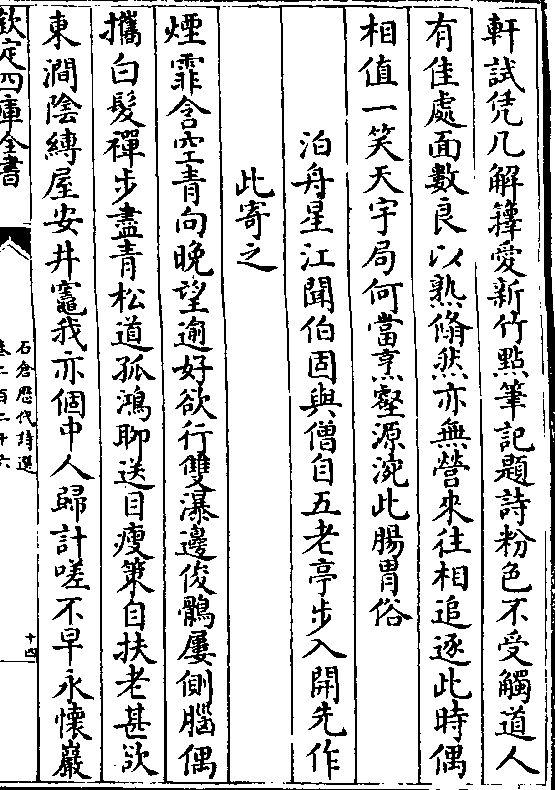 軒試凭几解籜愛新竹㸃筆記題詩粉色不受觸道人
有佳處面數良以熟翛然亦無營來往相追逐此時偶
相值一笑天宇局何當烹壑源澆此腸胃俗
泊舟星江聞伯固與僧自五老亭步入開先作
此寄之
煙霏含空青向晚望逾好欲行雙瀑邊俊鶻屢側腦偶
攜白髮禪步盡青松道孤鴻聊送目瘦策自扶老甚欲
東澗陰縛屋安井竈我亦個中人歸計嗟不早永懷巖
欽定四庫全書
石倉歷代詩選
卷二百二十六
十四